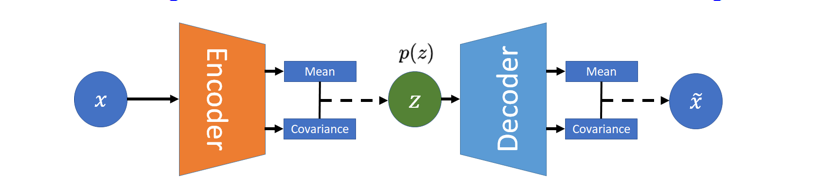 x
Encoder
Mean
Covariance
p(z)
z
Decoder
Mean
Covariance
x̃